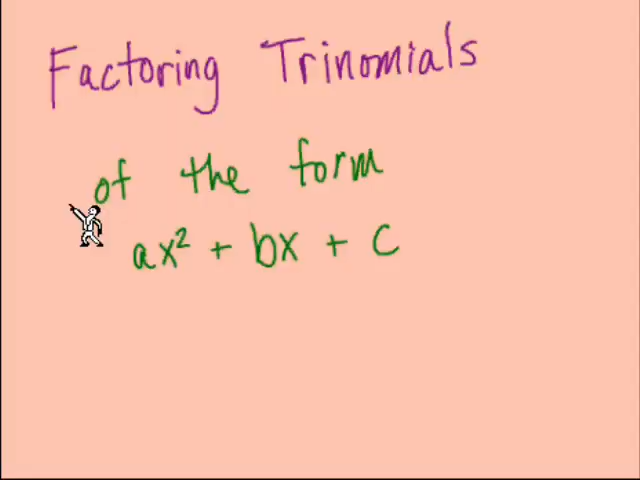 Factoring Trinomials
of the form
ax² + bx + c